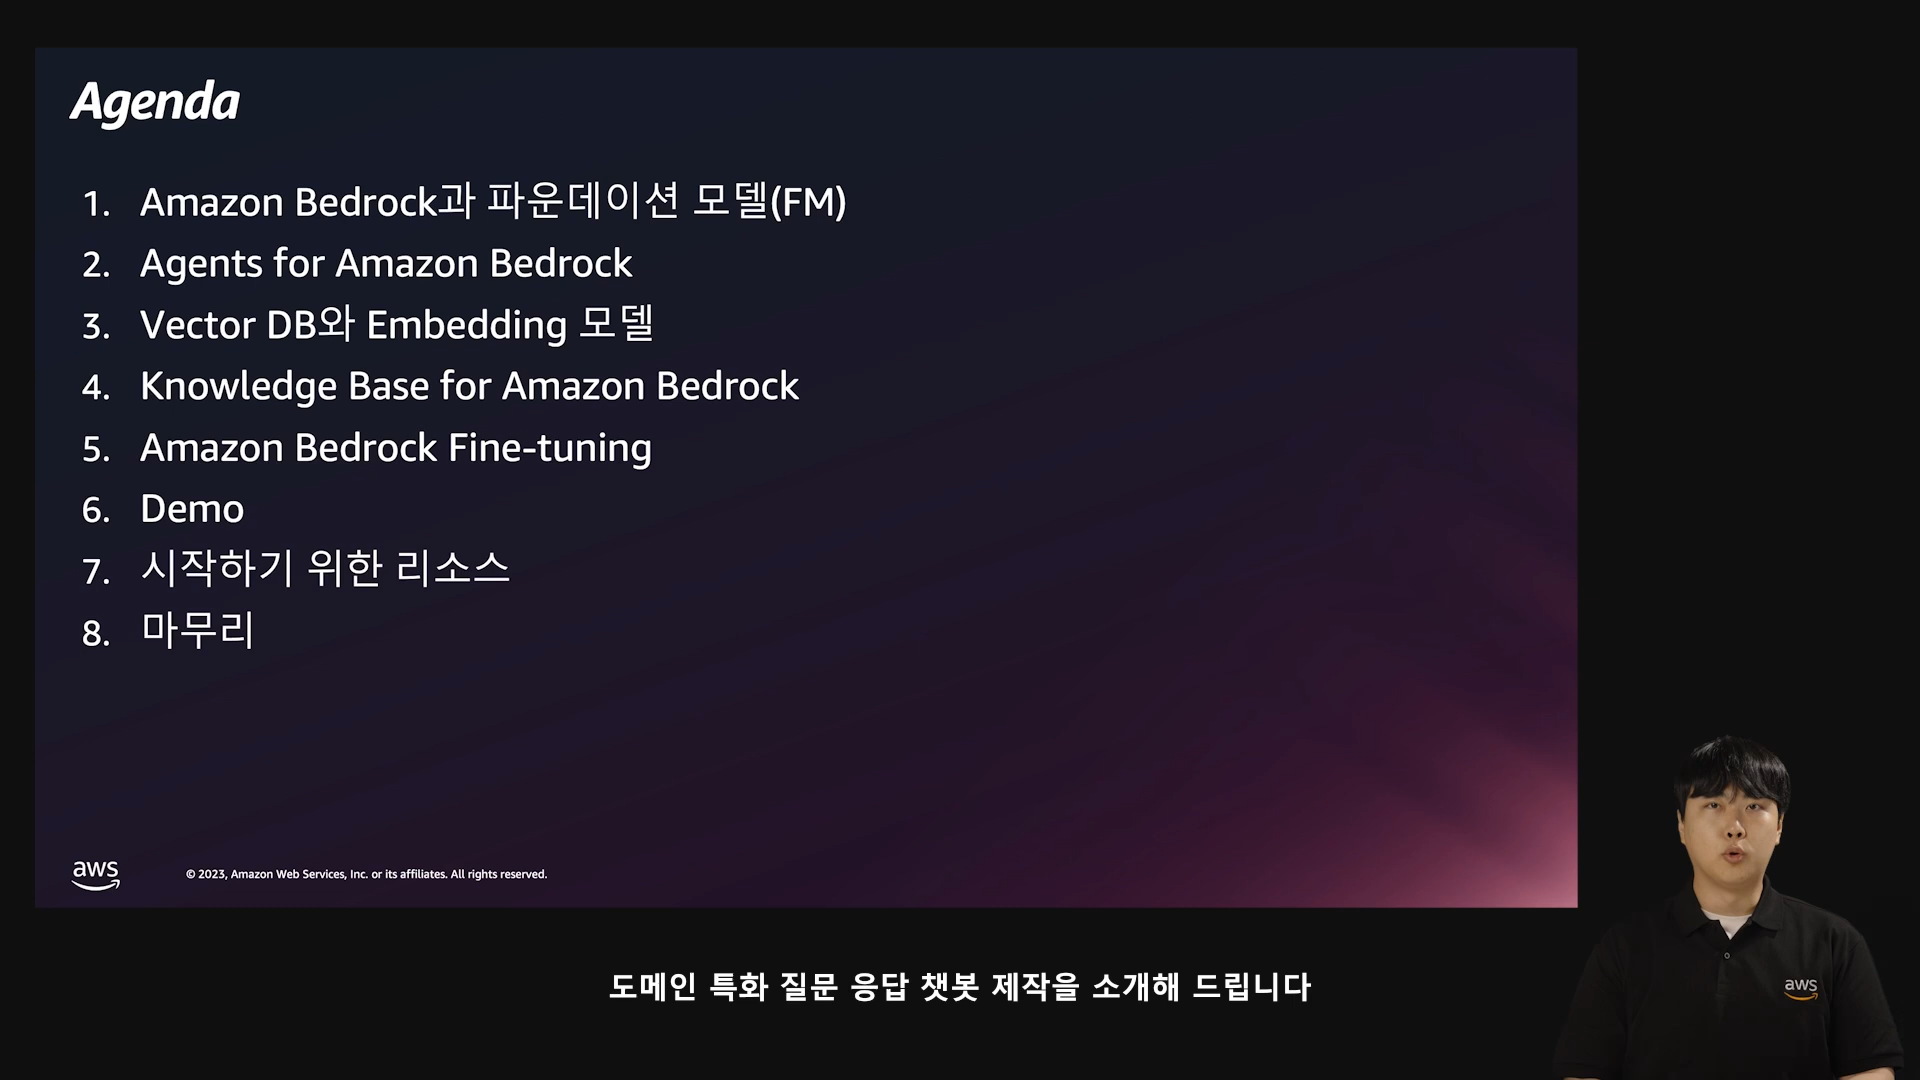 Agenda
1. Amazon Bedrock과 파운데이션 모델(FM)
2. Agents for Amazon Bedrock
3. Vector DB와 Embedding 모델
4. Knowledge Base for Amazon Bedrock
5. Amazon Bedrock Fine-tuning
6. Demo
7. 시작하기 위한 리소스
8. 마무리
aws
© 2023, Amazon Web Services, Inc. or its affiliates. All rights reserved.
aws
도메인 특화 질문 응답 챗봇 제작을 소개해 드립니다